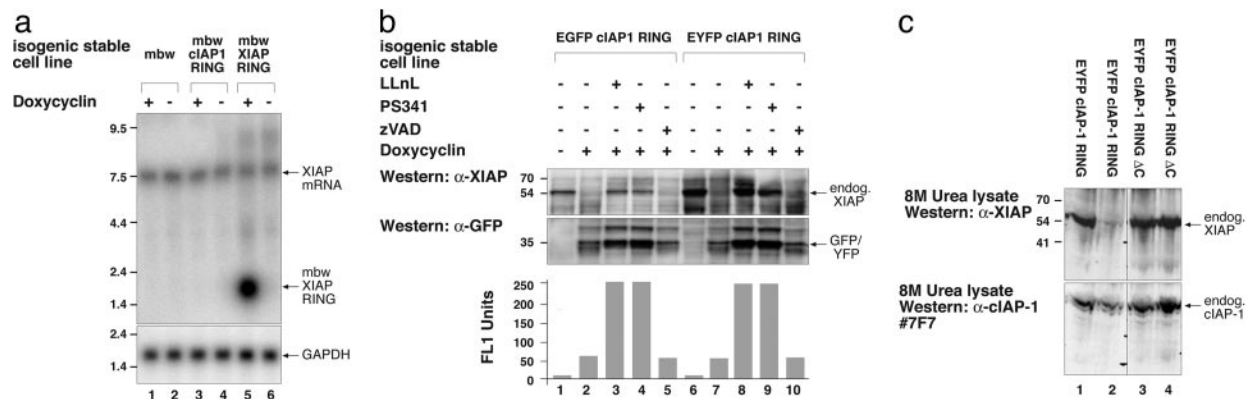 a
isogenic stable
cell line
mbw
mbw
cIAP1
RING
mbw
XIAP
RING
Doxycyclin
+ - + - + -
9.5
7.5
4.4
2.4
1.4
XIAP
mRNA
mbw
XIAP
RING
2.4
1.4
GAPDH
1 2 3 4 5 6
b
isogenic stable
cell line
EGFP cIAP1 RING EYFP cIAP1 RING
LLnL - - + - - - - + - -
PS341 - - - + - - - - + -
zVAD - - - - + - - - - +
Doxycyclin - + + + + - + + + +
Western: α-XIAP
70
54
endog.
XIAP
Western: α-GFP
35
GFP/
YFP
FL1 Units
250
200
150
100
50
0
1 2 3 4 5 6 7 8 9 10
c
EYFP cIAP-1 RING
EYFP cIAP-1 RING
EYFP cIAP-1 RING ΔC
EYFP cIAP-1 RING ΔC
8M Urea lysate
Western: α-XIAP
70
54
41
endog.
XIAP
8M Urea lysate
Western: α-cIAP-1
#7F7
endog.
cIAP-1
1 2 3 4